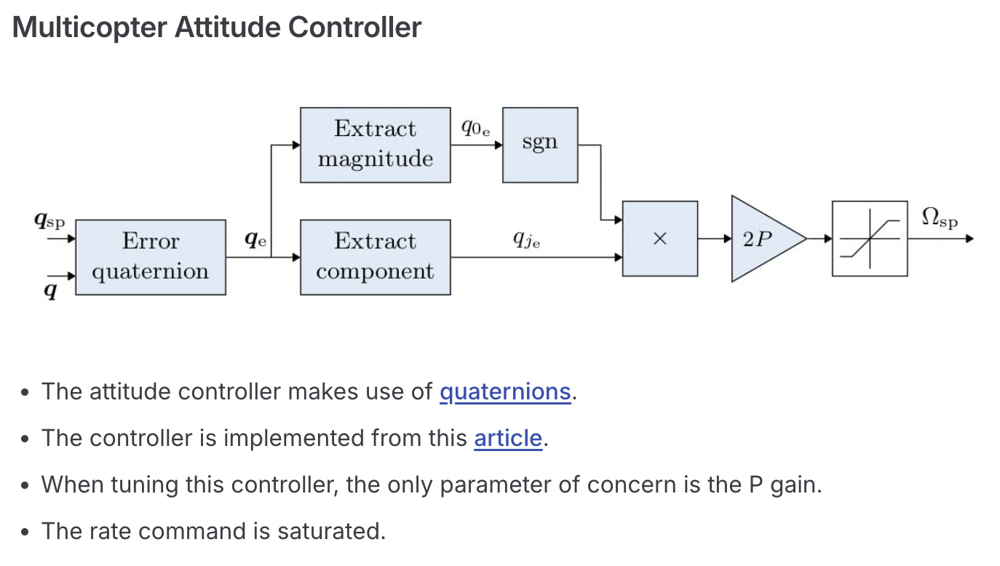 Multicopter Attitude Controller
Extract
magnitude
q0e
sgn
qsp
q
Error
quaternion
qe
Extract
component
qje
×
2P
Ωsp
• The attitude controller makes use of quaternions.
• The controller is implemented from this article.
• When tuning this controller, the only parameter of concern is the P gain.
• The rate command is saturated.